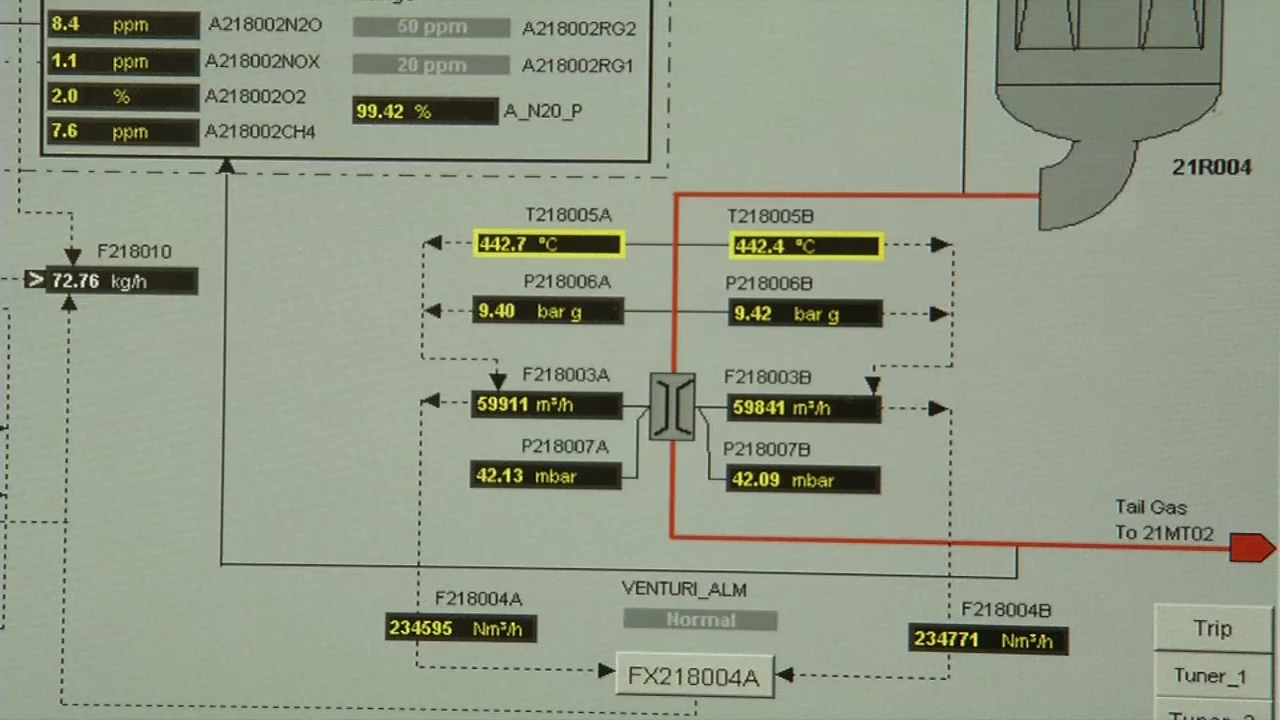 8.4 ppm A218002N2O 50 ppm A218002RG2
1.1 ppm A218002NOX 20 ppm A218002RG1
2.0 % A218002O2
99.42 % A_N20_P
7.6 ppm A218002CH4
21R004
T218005A T218005B
442.7 °C 442.4 °C
F218010
> 72.76 kg/h
P218006A P218006B
9.40 bar g 9.42 bar g
F218003A F218003B
59911 m³/h 59841 m³/h
P218007A P218007B
42.13 mbar 42.09 mbar
Tail Gas
To 21MT02
VENTURI_ALM
F218004A F218004B
Normal
234595 Nm³/h 234771 Nm³/h
Trip
FX218004A
Tuner_1